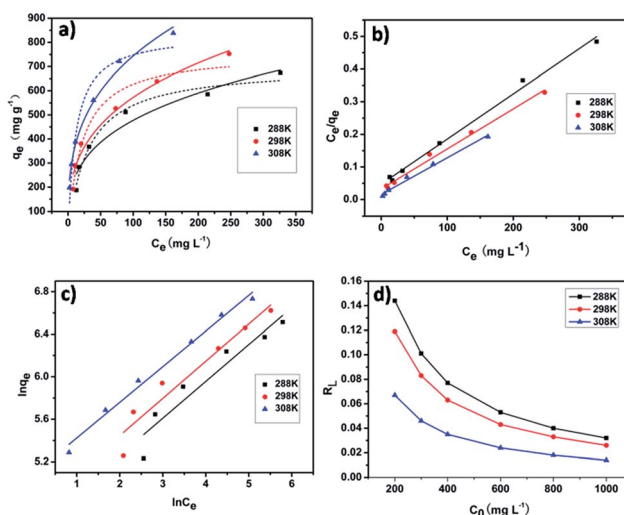 a)
900
800
700
600
500
400
300
200
100
qe (mg g-1)
288K
298K
308K
0 50 100 150 200 250 300 350
Ce (mg L-1)
b)
0.5
0.4
0.3
0.2
0.1
0.0
Ce/qe
288K
298K
308K
0 100 200 300
Ce (mg L-1)
c)
6.8
6.4
6.0
5.6
5.2
lnqe
288K
298K
308K
1 2 3 4 5 6
lnCe
d)
0.16
0.14
0.12
0.10
0.08
0.06
0.04
0.02
0.00
RL
288K
298K
308K
200 400 600 800 1000
C0 (mg L-1)